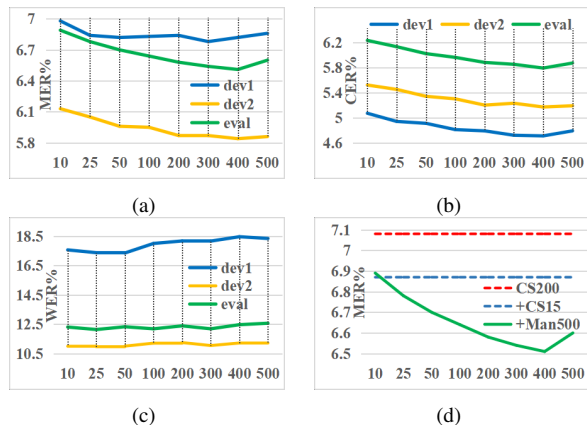 7
6.7
6.4
6.1
5.8
MER%
dev1
dev2
eval
10 25 50 100 200 300 400 500
(a)
dev1 dev2 eval
6.2
5.8
5.4
5
4.6
CER%
10 25 50 100 200 300 400 500
(b)
18.5
16.5
14.5
12.5
10.5
WER%
dev1
dev2
eval
10 25 50 100 200 300 400 500
(c)
7.1
7
6.9
6.8
6.7
6.6
6.5
MER%
CS200
+CS15
+Man500
10 25 50 100 200 300 400 500
(d)